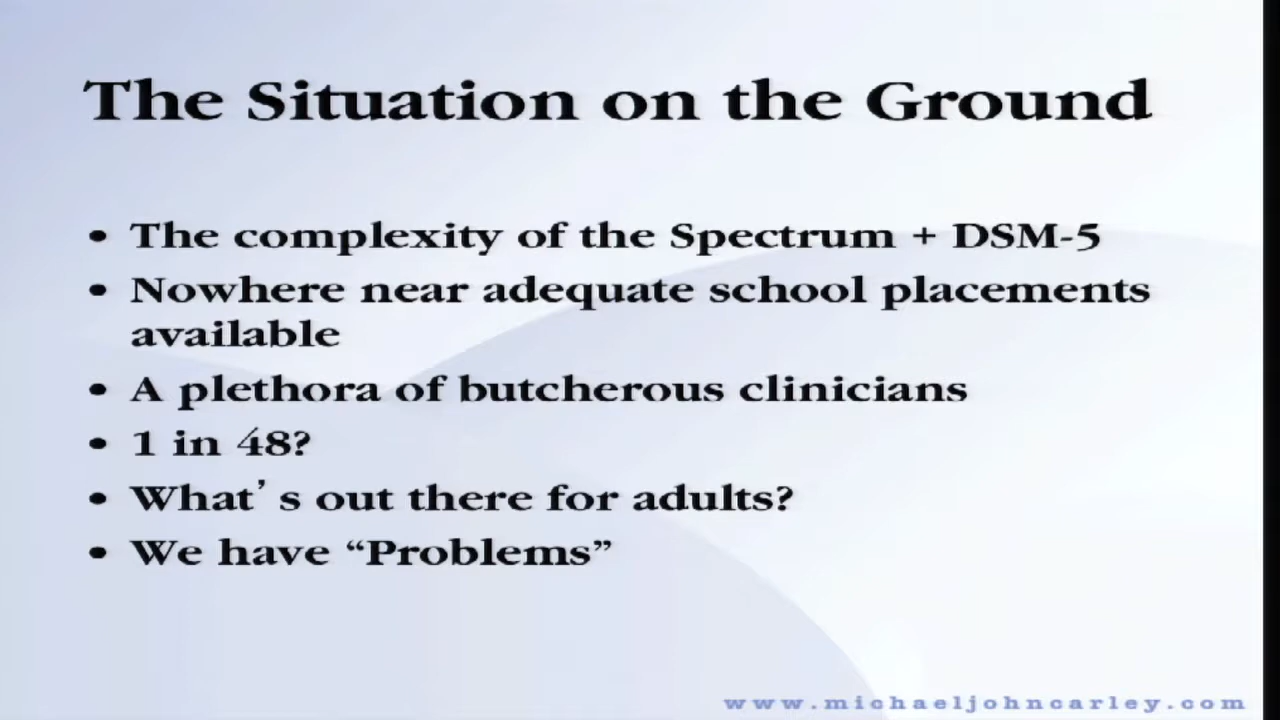 The Situation on the Ground
• The complexity of the Spectrum + DSM-5
• Nowhere near adequate school placements
available
• A plethora of butcherous clinicians
• 1 in 48?
• What’s out there for adults?
• We have “Problems”
www.michaeljohncarley.com